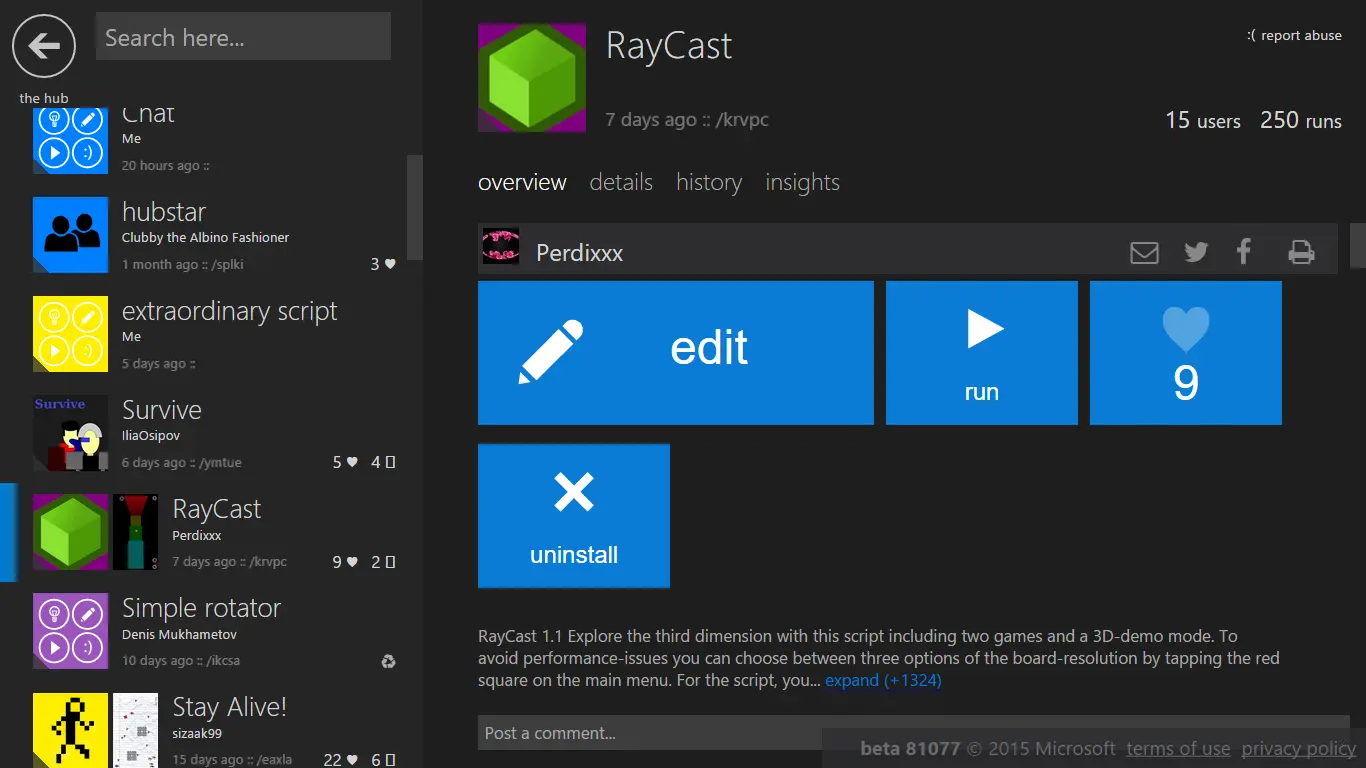 Search here...
the hub
Chat
Me
20 hours ago ::
hubstar
Clubby the Albino Fashioner
1 month ago :: /splki
3
extraordinary script
Me
5 days ago ::
Survive
Survive
IliaOsipov
6 days ago :: /ymtue
5 4
RayCast
Perdixxx
7 days ago :: /krvpc
9 2
Simple rotator
Denis Mukhametov
10 days ago :: /ikcsa
Stay Alive!
sizaak99
15 days ago :: /eaxla
22 6
RayCast
7 days ago :: /krvpc
:( report abuse
15 users 250 runs
overview details history insights
Perdixxx
edit
run
9
uninstall
RayCast 1.1 Explore the third dimension with this script including two games and a 3D-demo mode. To
avoid performance-issues you can choose between three options of the board-resolution by tapping the red
square on the main menu. For the script, you... expand (+1324)
Post a comment...
beta 81077 © 2015 Microsoft terms of use privacy policy